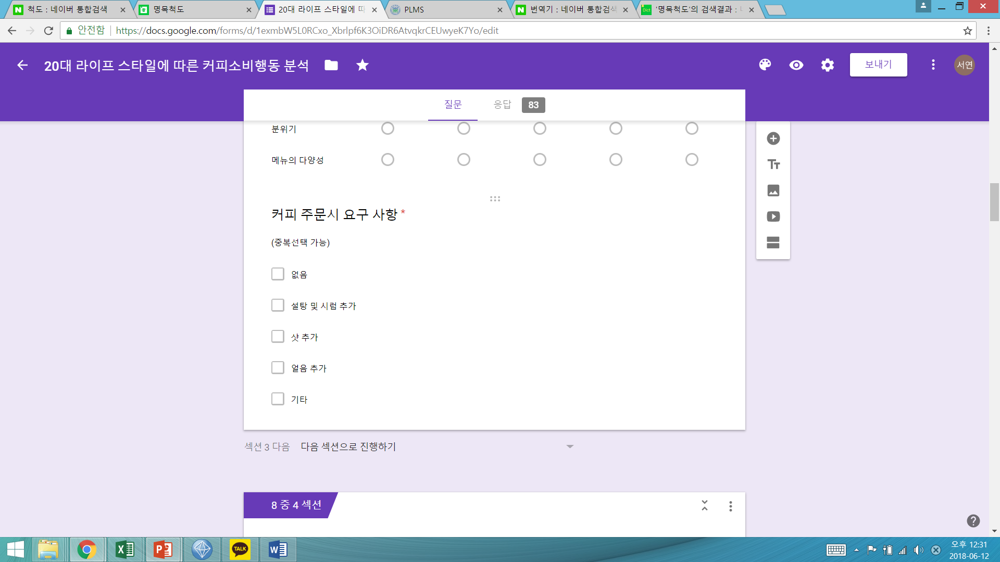 척도 : 네이버 통합검색
명목척도
20대 라이프 스타일에 따
PLMS
번역기 : 네이버 통합검색
'명목척도'의 검색결과 :
안전함
https://docs.google.com/forms/d/1exmbW5L0RCxo_Xbrlpf6K3OiDR6AtvqkrCEUwyeK7Yo/edit
20대 라이프 스타일에 따른 커피소비행동 분석
보내기
서연
질문
응답 83
분위기
메뉴의 다양성
커피 주문시 요구 사항 *
(중복선택 가능)
없음
설탕 및 시럽 추가
샷 추가
얼음 추가
기타
섹션 3 다음 다음 섹션으로 진행하기
8 중 4 섹션
TALK
오후 12:31
2018-06-12